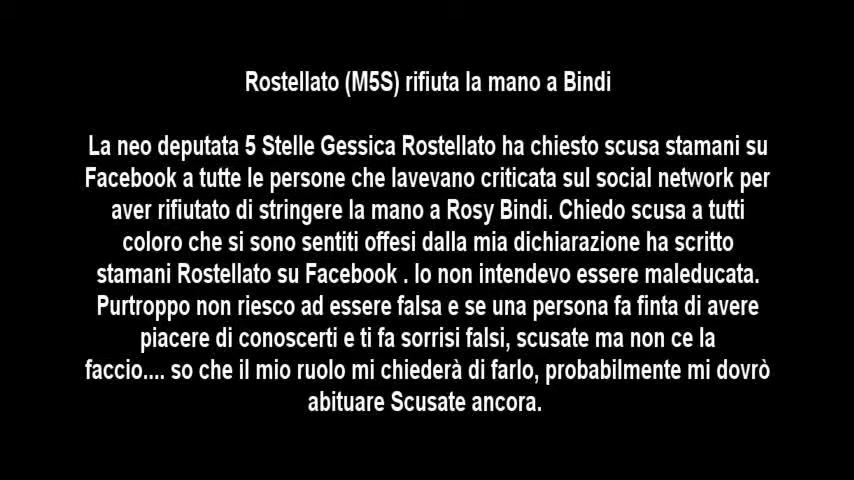 Rostellato (M5S) rifiuta la mano a Bindi
La neo deputata 5 Stelle Gessica Rostellato ha chiesto scusa stamani su
Facebook a tutte le persone che lavevano criticata sul social network per
aver rifiutato di stringere la mano a Rosy Bindi. Chiedo scusa a tutti
coloro che si sono sentiti offesi dalla mia dichiarazione ha scritto
stamani Rostellato su Facebook . Io non intendevo essere maleducata.
Purtroppo non riesco ad essere falsa e se una persona fa finta di avere
piacere di conoscerti e ti fa sorrisi falsi, scusate ma non ce la
faccio.... so che il mio ruolo mi chiederà di farlo, probabilmente mi dovrò
abituare Scusate ancora.